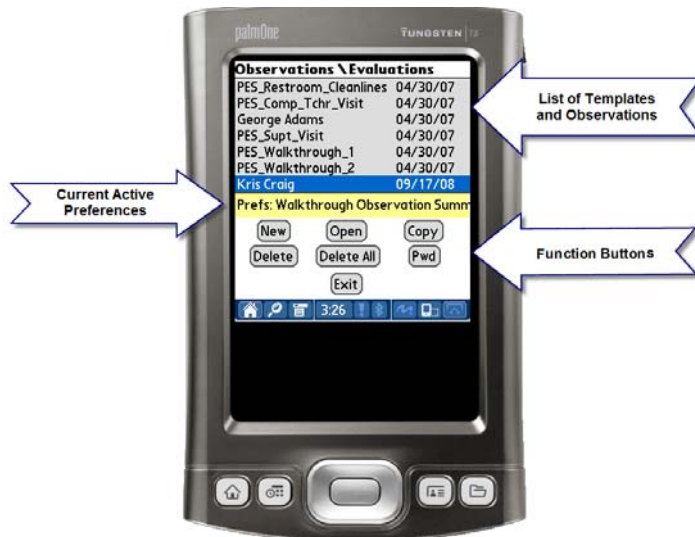 palmOne TUNGSTEN
Observations \ Evaluations
PES_Restroom_Cleanlines 04/30/07
PES_Comp_Tchr_Visit 04/30/07
George Adams 04/30/07
PES_Supt_Visit 04/30/07
PES_Walkthrough_1 04/30/07
PES_Walkthrough_2 04/30/07
Kris Craig 09/17/08
Prefs: Walkthrough Observation Summ
New Open Copy
Delete Delete All Pwd
Exit
3:26
List of Templates
and Observations
Current Active
Preferences
Function Buttons